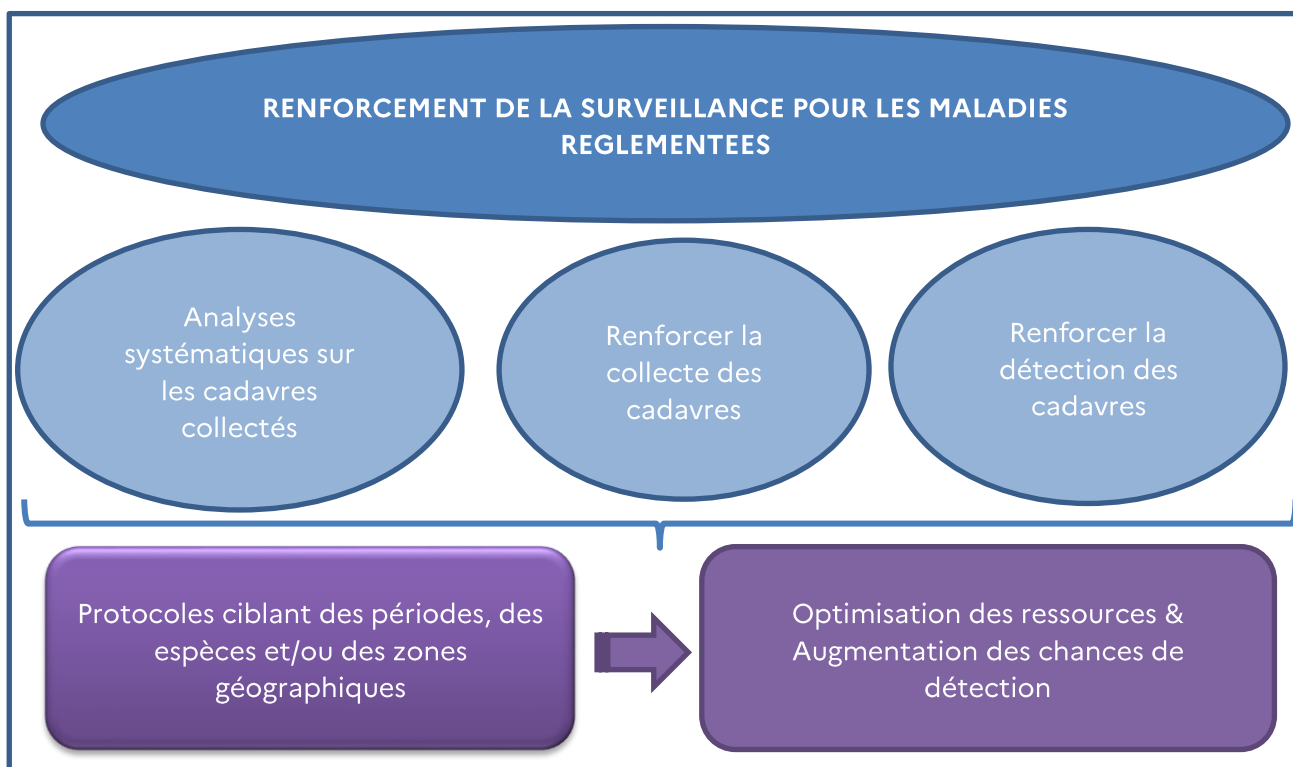 RENFORCEMENT DE LA SURVEILLANCE POUR LES MALADIES
REGLEMENTEES
Analyses
systématiques sur
les cadavres
collectés
Renforcer la
collecte des
cadavres
Renforcer la
détection des
cadavres
Protocoles ciblant des périodes, des
espèces et/ou des zones
géographiques
Optimisation des ressources &
Augmentation des chances de
détection